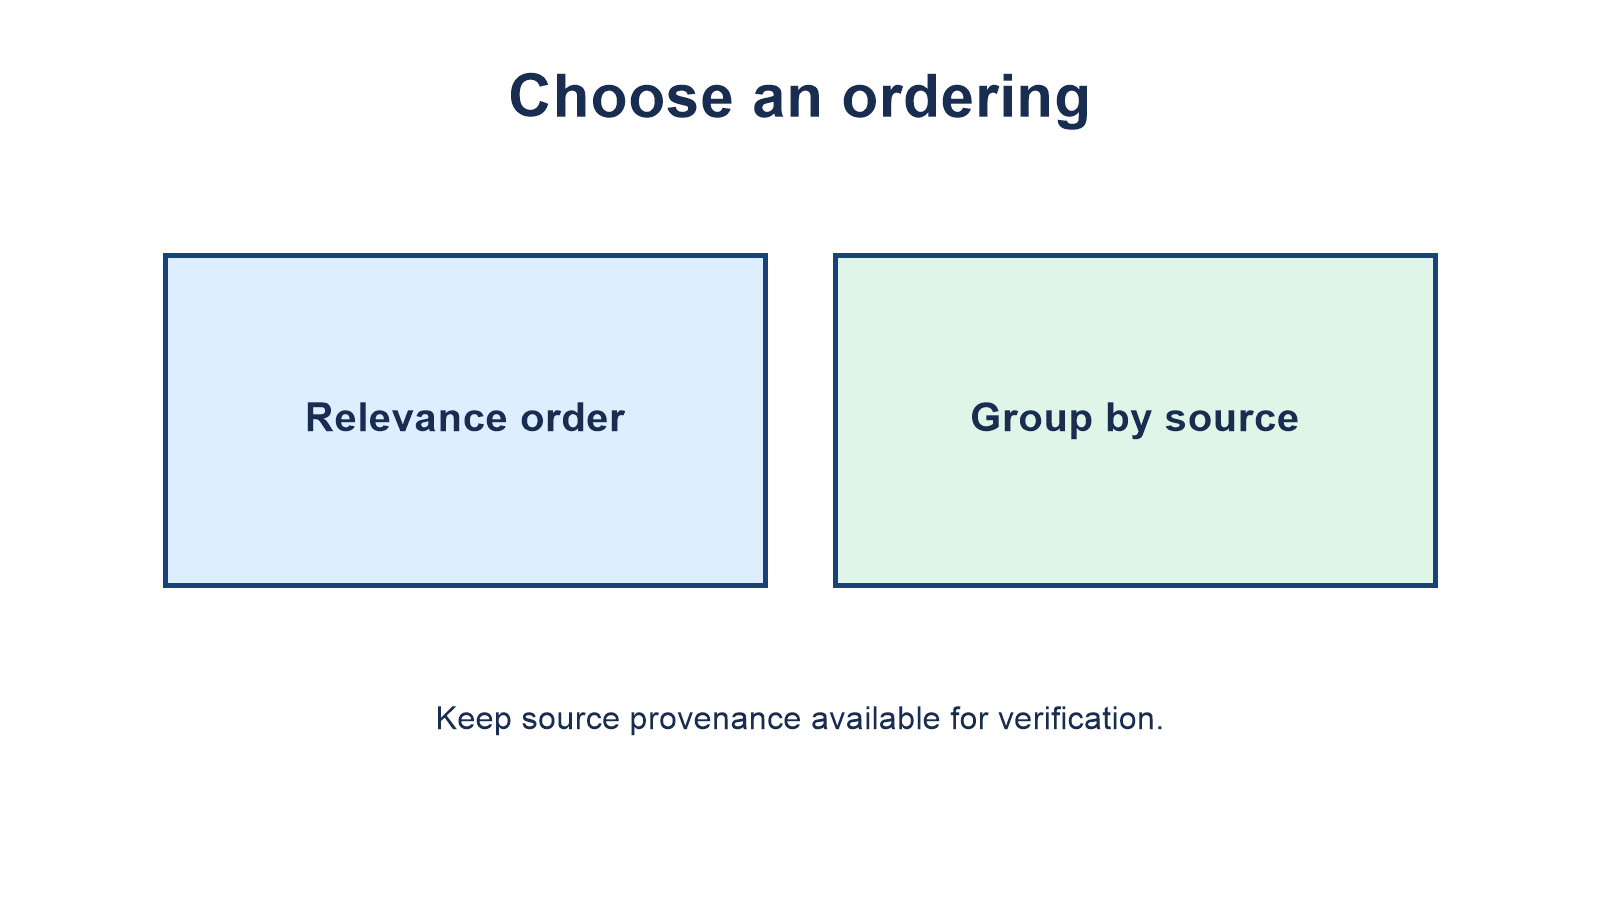 Choose an ordering
Relevance order
Group by source
Keep source provenance available for verification.